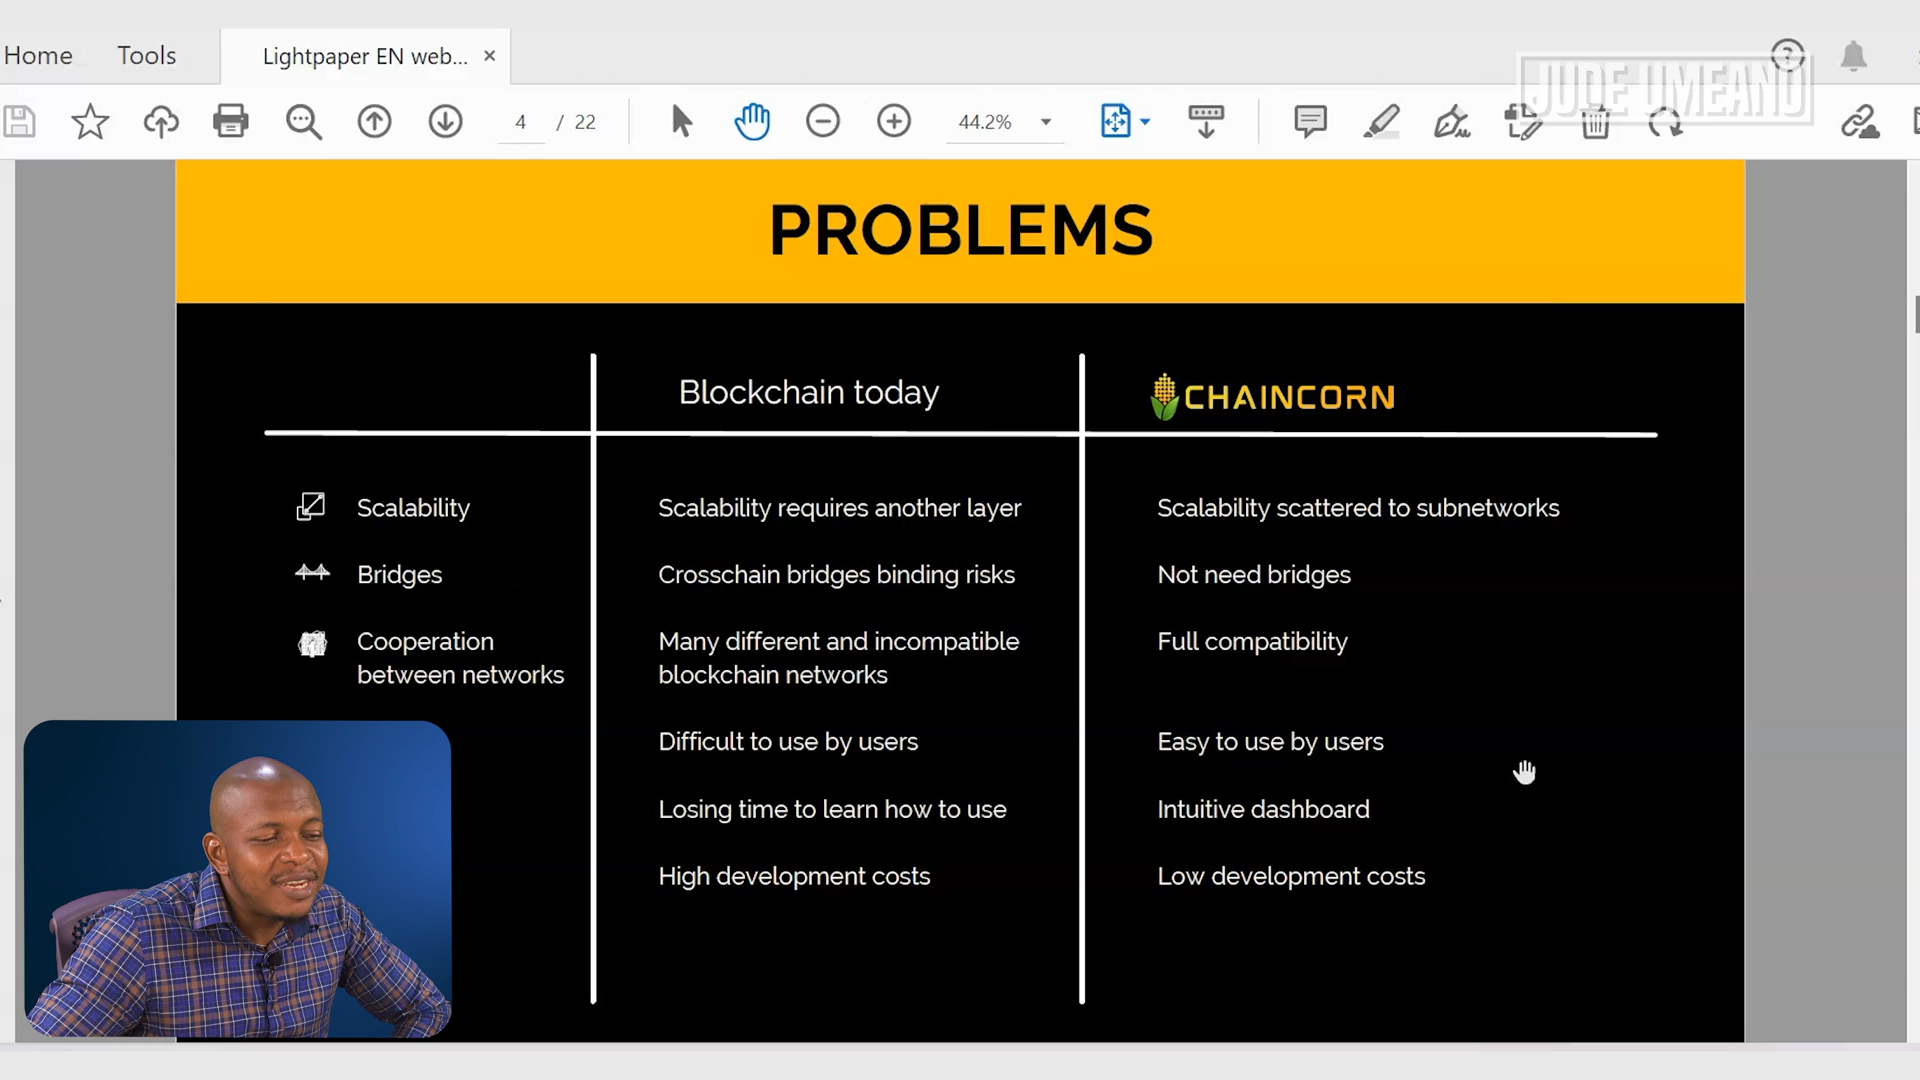 Home Tools Lightpaper EN web...
JUDE UMEANO
4 / 22 44.2%
PROBLEMS
Blockchain today CHAINCORN
Scalability Scalability requires another layer Scalability scattered to subnetworks
Bridges Crosschain bridges binding risks Not need bridges
Cooperation Many different and incompatible Full compatibility
between networks blockchain networks
Difficult to use by users Easy to use by users
Losing time to learn how to use Intuitive dashboard
High development costs Low development costs